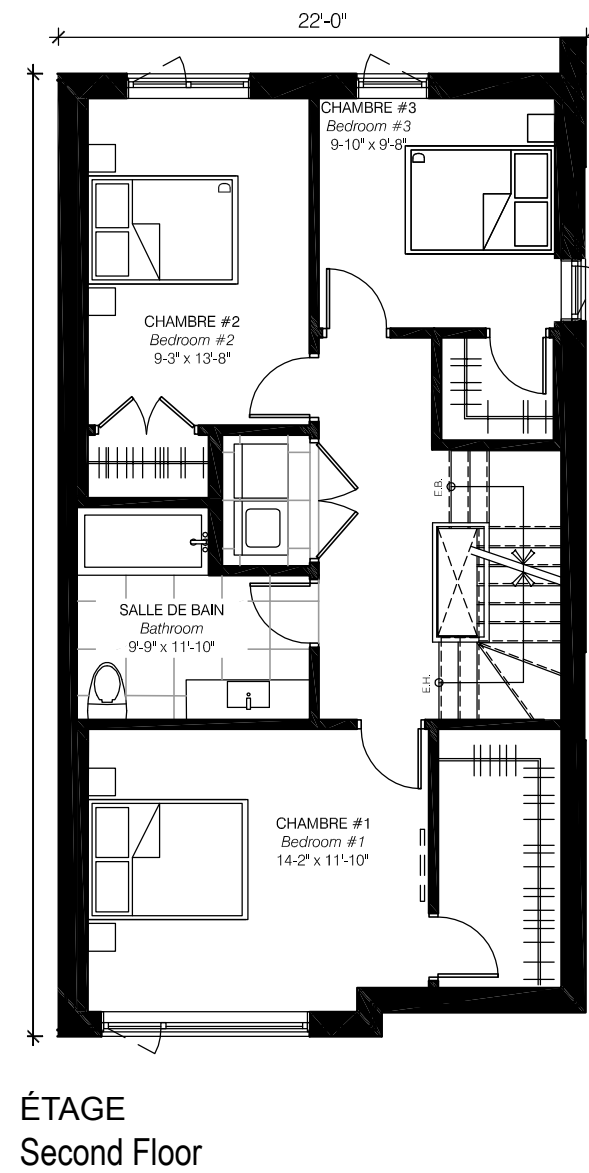 22'-0"
CHAMBRE #3
Bedroom #3
9-10" x 9'-8"
CHAMBRE #2
Bedroom #2
9-3" x 13'-8"
E.B.
SALLE DE BAIN
Bathroom
9'-9" x 11'-10"
E.H.
CHAMBRE #1
Bedroom #1
14-2" x 11'-10"
ÉTAGE
Second Floor